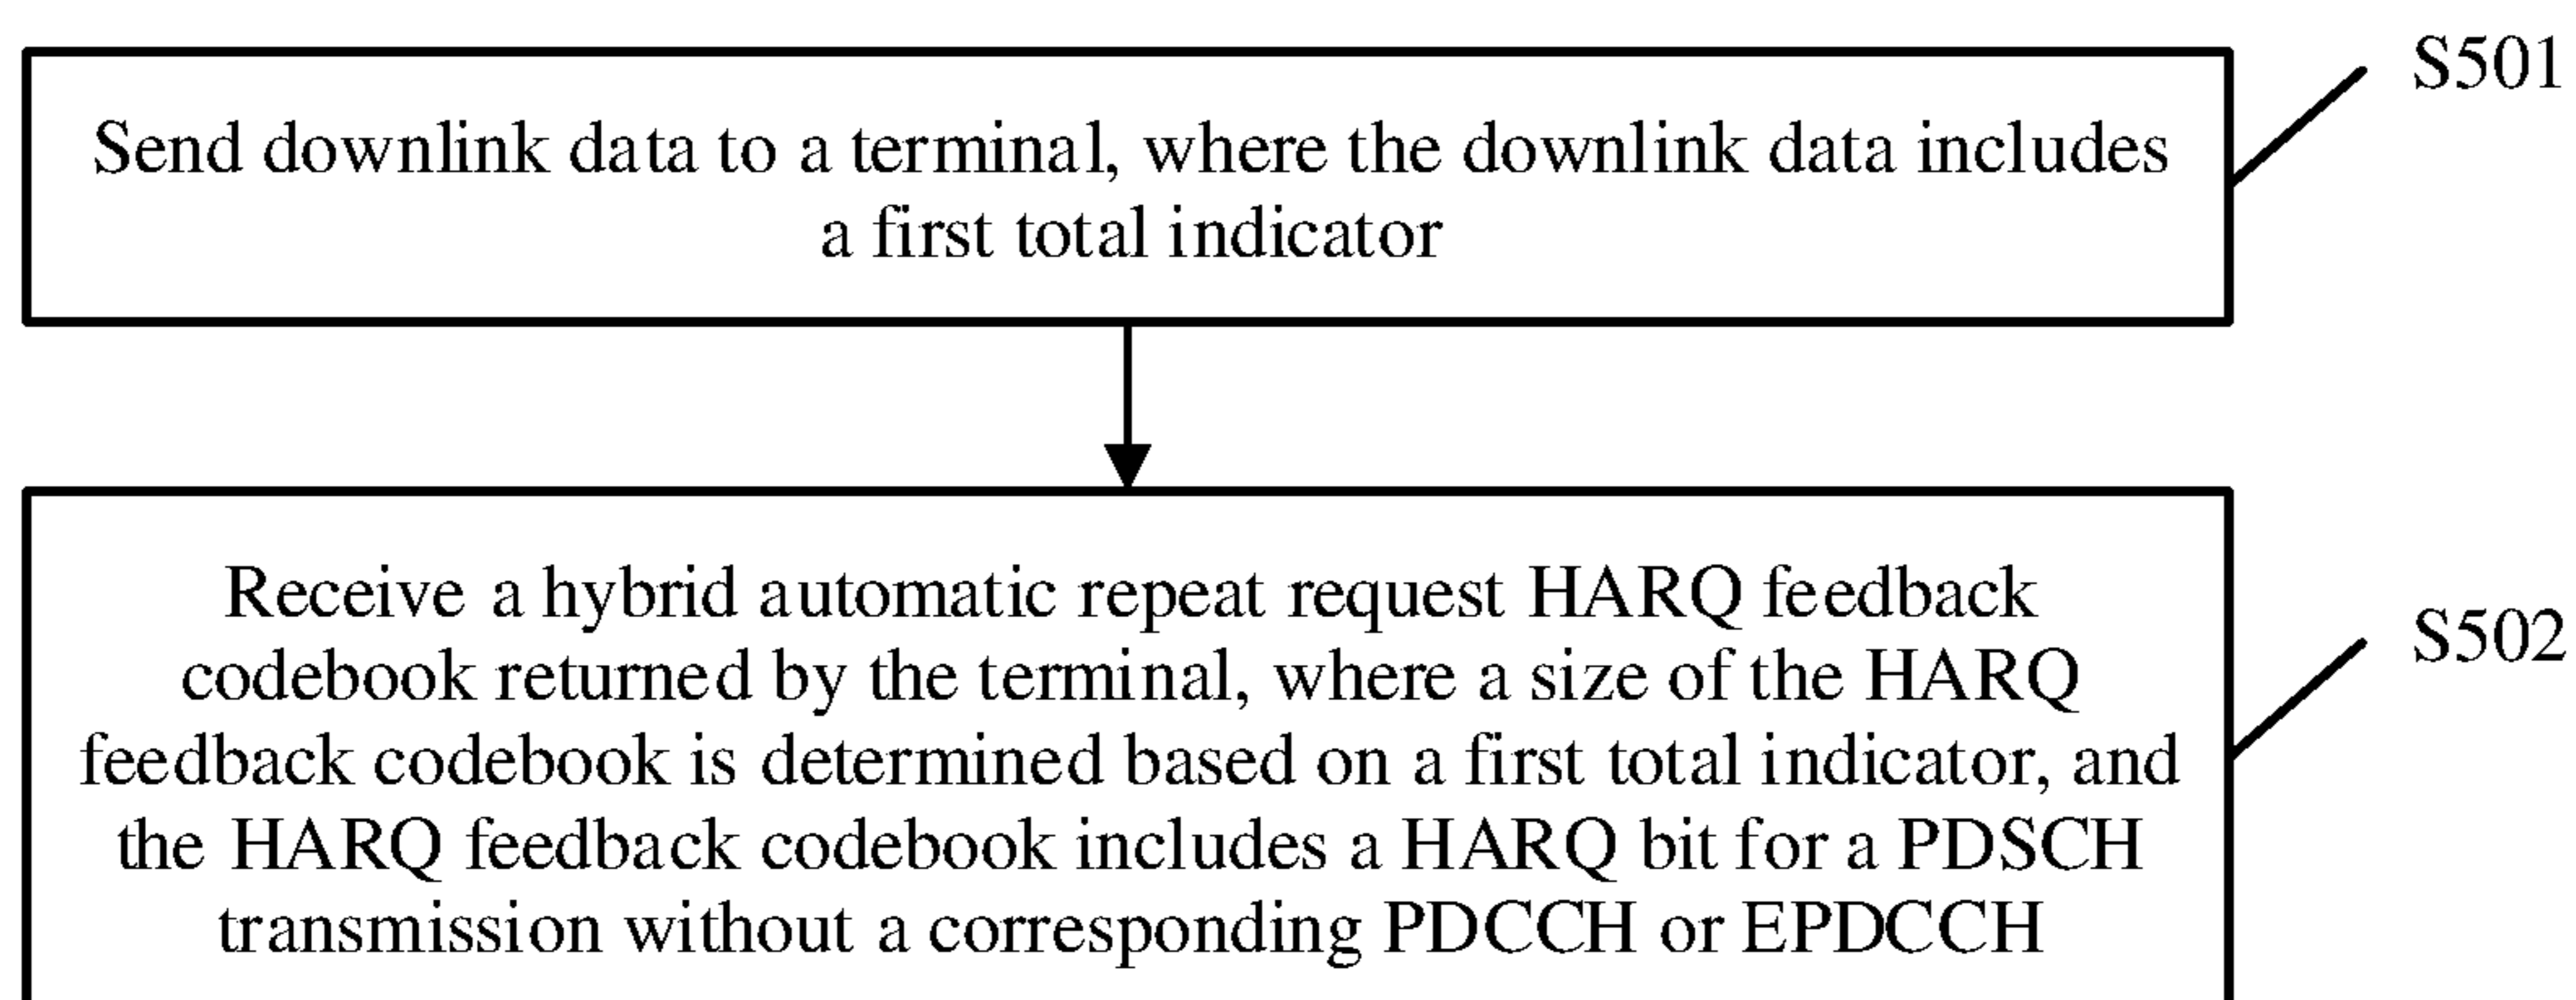 S501
Send downlink data to a terminal, where the downlink data includes
a first total indicator
Receive a hybrid automatic repeat request HARQ feedback
codebook returned by the terminal, where a size of the HARQ
feedback codebook is determined based on a first total indicator, and
the HARQ feedback codebook includes a HARQ bit for a PDSCH
transmission without a corresponding PDCCH or EPDCCH
S502